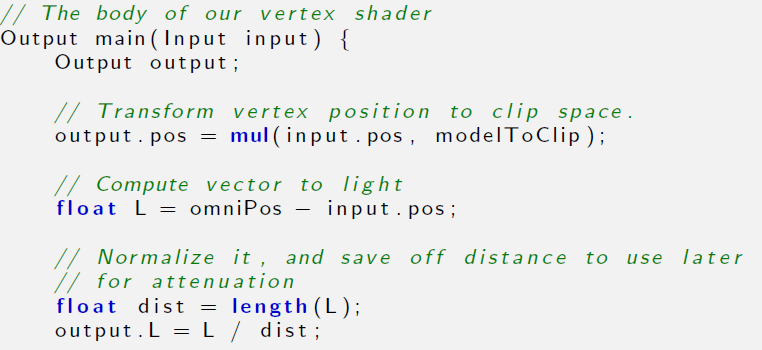 // The body of our vertex shader
Output main(Input input) {
Output output;
// Transform vertex position to clip space.
output.pos = mul(input.pos, modelToClip);
// Compute vector to light
float L = omniPos − input.pos;
// Normalize it, and save off distance to use later
// for attenuation
float dist = length(L);
output.L = L / dist;